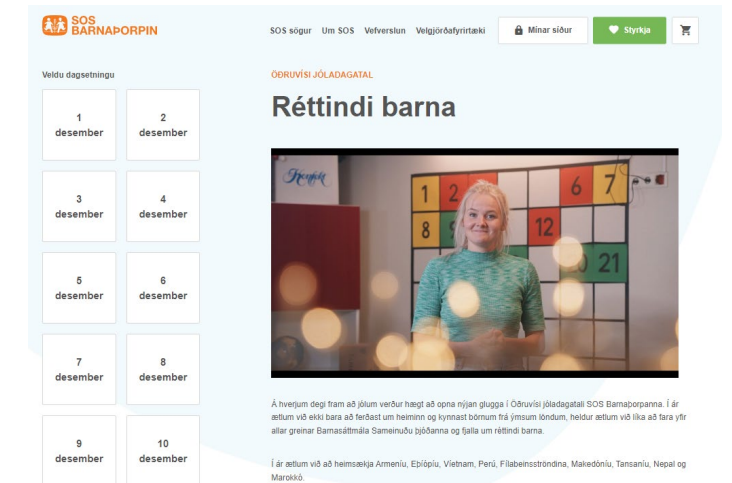 SOS
BARNAÞORPIN
SOS sögur Um SOS Vefverslun Velgjörðafyrirtæki Mínar síður Styrkja
Veldu dagsetningu
1 2
desember desember
3 4
desember desember
5 6
desember desember
7 8
desember desember
9 10
desember desember
ÖÐRUVÍSI JÓLADAGATAL
Réttindi barna
1 2 6 7
8 12
21
Á hverjum degi fram að jólum verður hægt að opna nýjan glugga í Öðruvísi jóladagatali SOS Barnaþorpanna. Í ár
ætlum við ekki bara að ferðast um heiminn og kynnast börnum frá ýmsum löndum, heldur ætlum við líka að fara yfir
allar greinar Barnasáttmála Sameinuðu þjóðanna og fjalla um réttindi barna.
Í ár ætlum við að heimsækja Armeníu, Eþíópíu, Víetnam, Perú, Fílabeinsströndina, Makedóníu, Tansaníu, Nepal og
Marokkó.